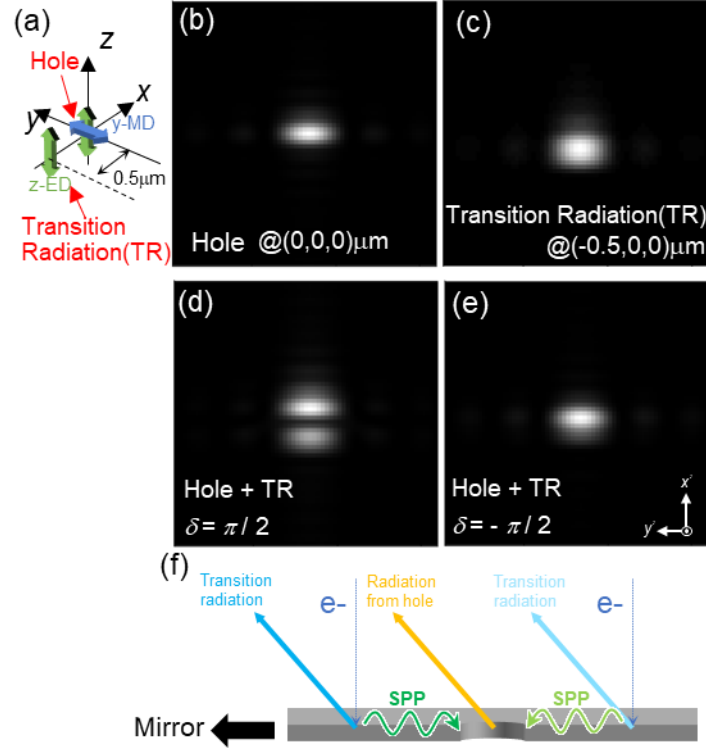 (a)
z
Hole
x
y
y-MD
0.5μm
z-ED
Transition
Radiation(TR)
(b)
Hole @(0,0,0)μm
(c)
Transition Radiation(TR)
@(-0.5,0,0)μm
(d)
Hole + TR
δ = π / 2
(e)
Hole + TR
δ = - π / 2
x'
y'
(f)
Transition
radiation
e-
Radiation
from hole
Transition
radiation
e-
SPP
SPP
Mirror